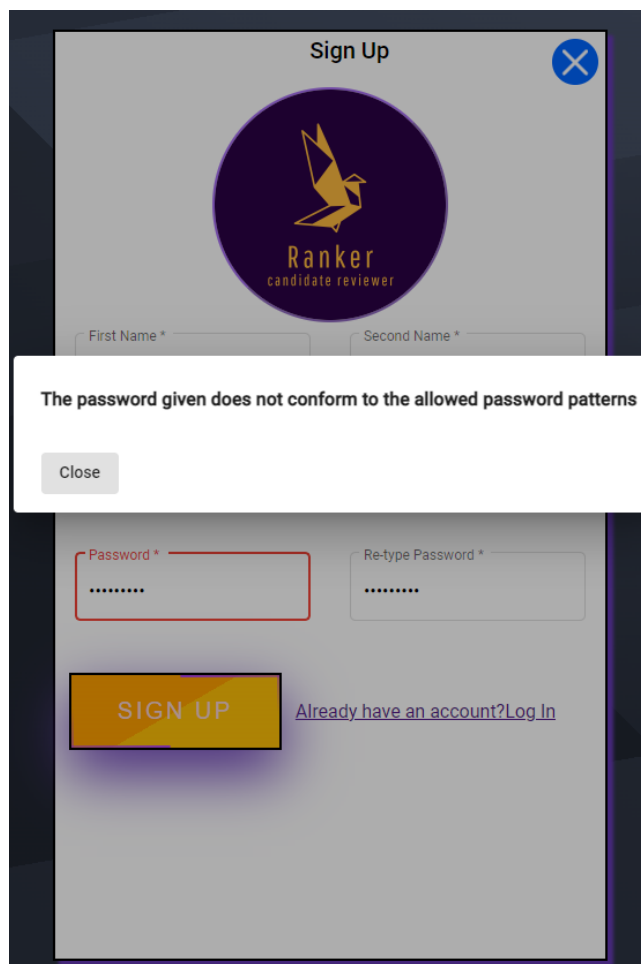 Sign Up
Ranker
candidate reviewer
First Name *
Second Name *
The password given does not conform to the allowed password patterns
Close
Password *
Re-type Password *
•••••••••
•••••••••
SIGN UP
Already have an account?Log In